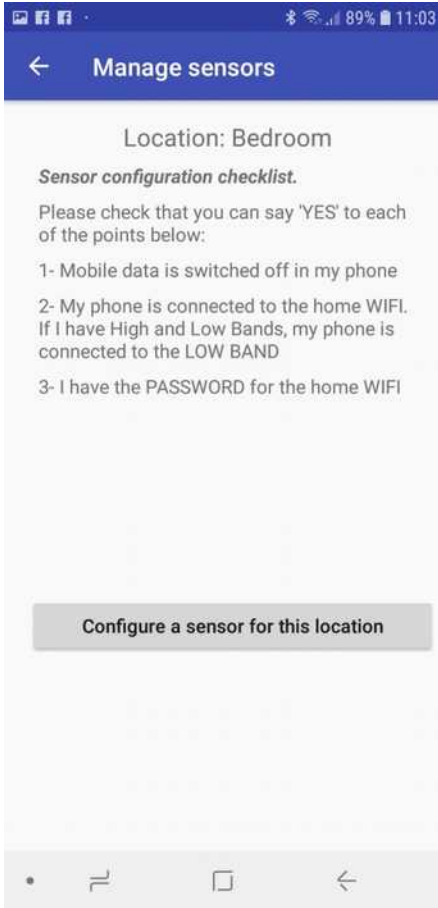 89% 11:03
Manage sensors
Location: Bedroom
Sensor configuration checklist.
Please check that you can say 'YES' to each
of the points below:
1- Mobile data is switched off in my phone
2- My phone is connected to the home WIFI.
If I have High and Low Bands, my phone is
connected to the LOW BAND
3- I have the PASSWORD for the home WIFI
Configure a sensor for this location